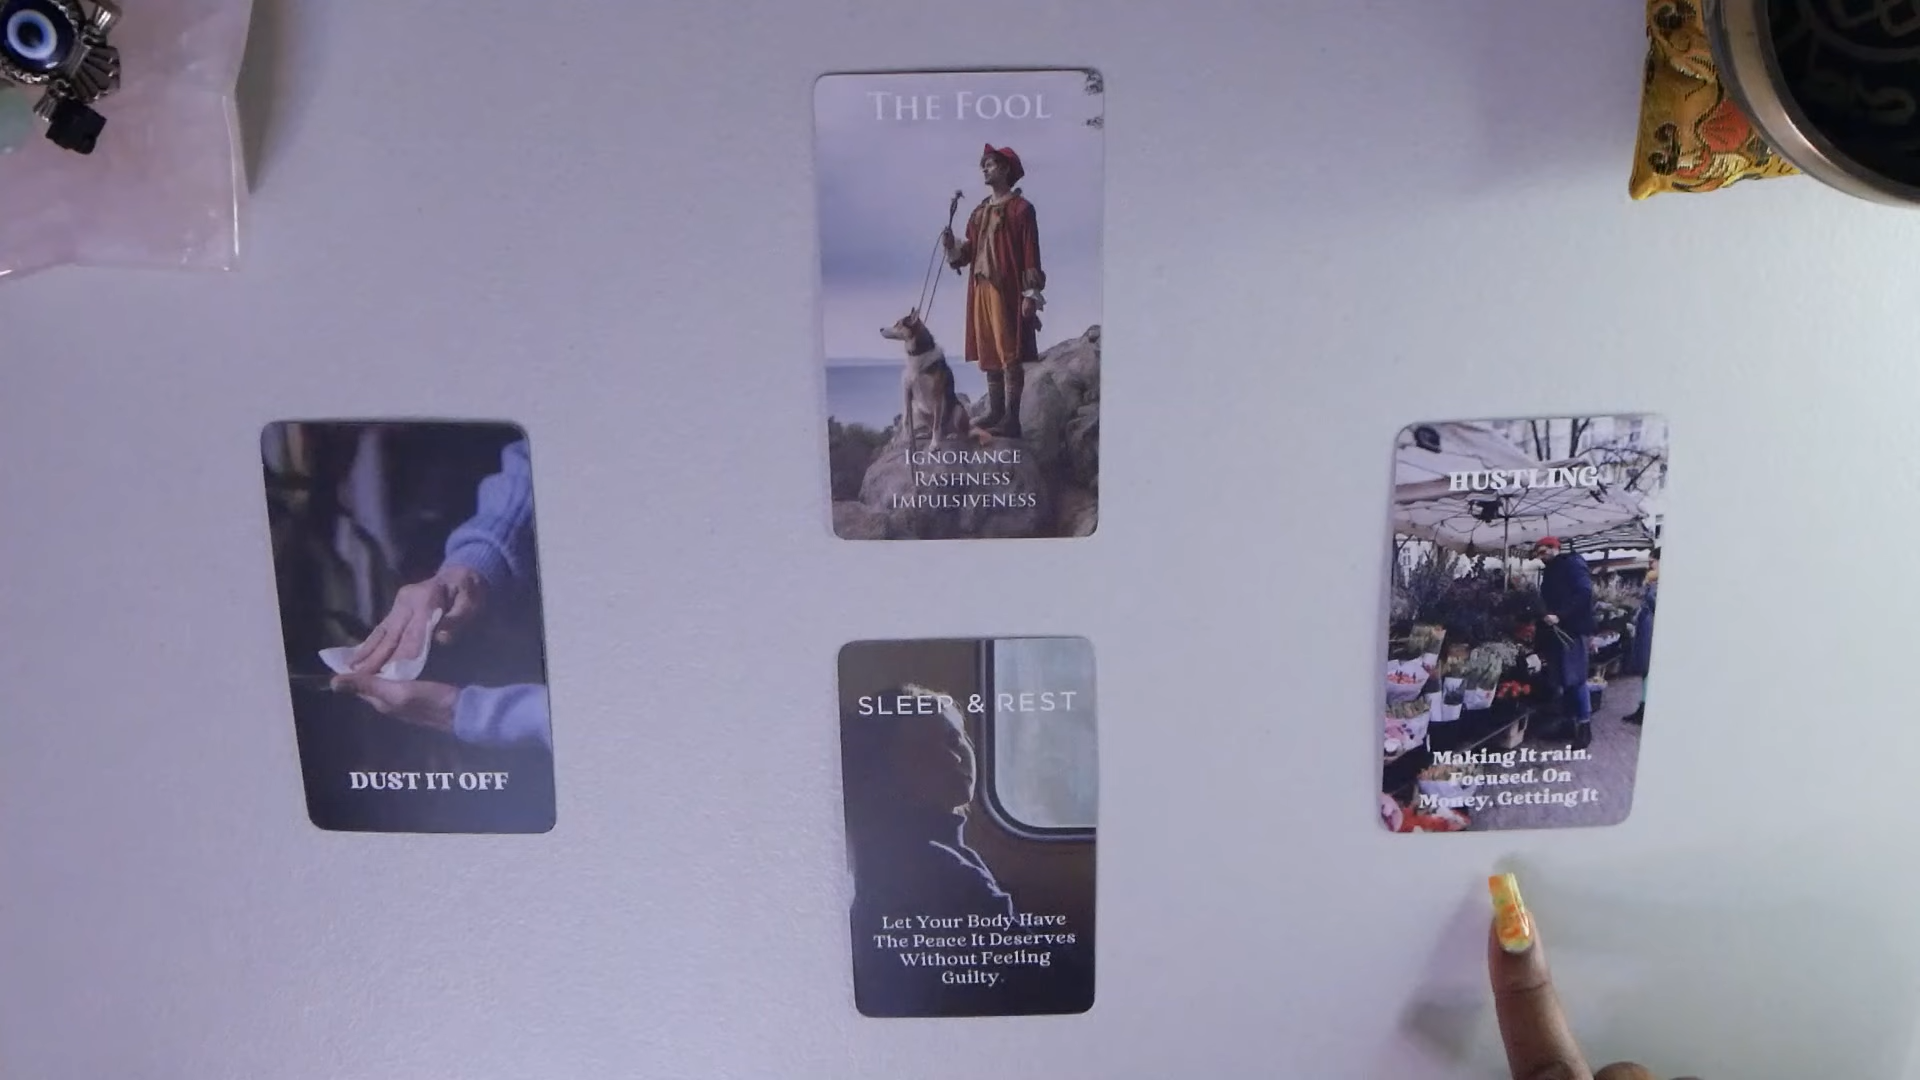 THE FOOL
IGNORANCE
RASHNESS
IMPULSIVENESS
DUST IT OFF
SLEEP & REST
Let Your Body Have
The Peace It Deserves
Without Feeling
Guilty.
HUSTLING
Making It rain,
Focused. On
Money, Getting It